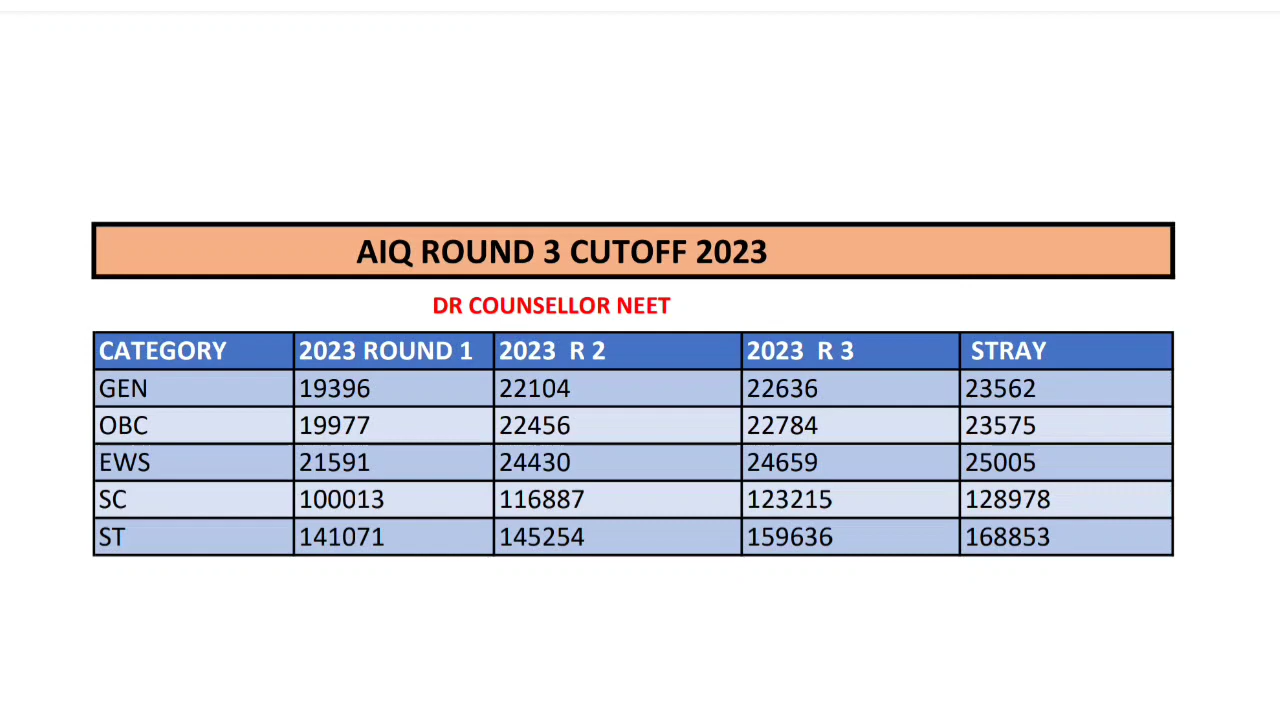 AIQ ROUND 3 CUTOFF 2023
DR COUNSELLOR NEET
CATEGORY 2023 ROUND 1 2023 R 2 2023 R 3 STRAY
GEN 19396 22104 22636 23562
OBC 19977 22456 22784 23575
EWS 21591 24430 24659 25005
SC 100013 116887 123215 128978
ST 141071 145254 159636 168853